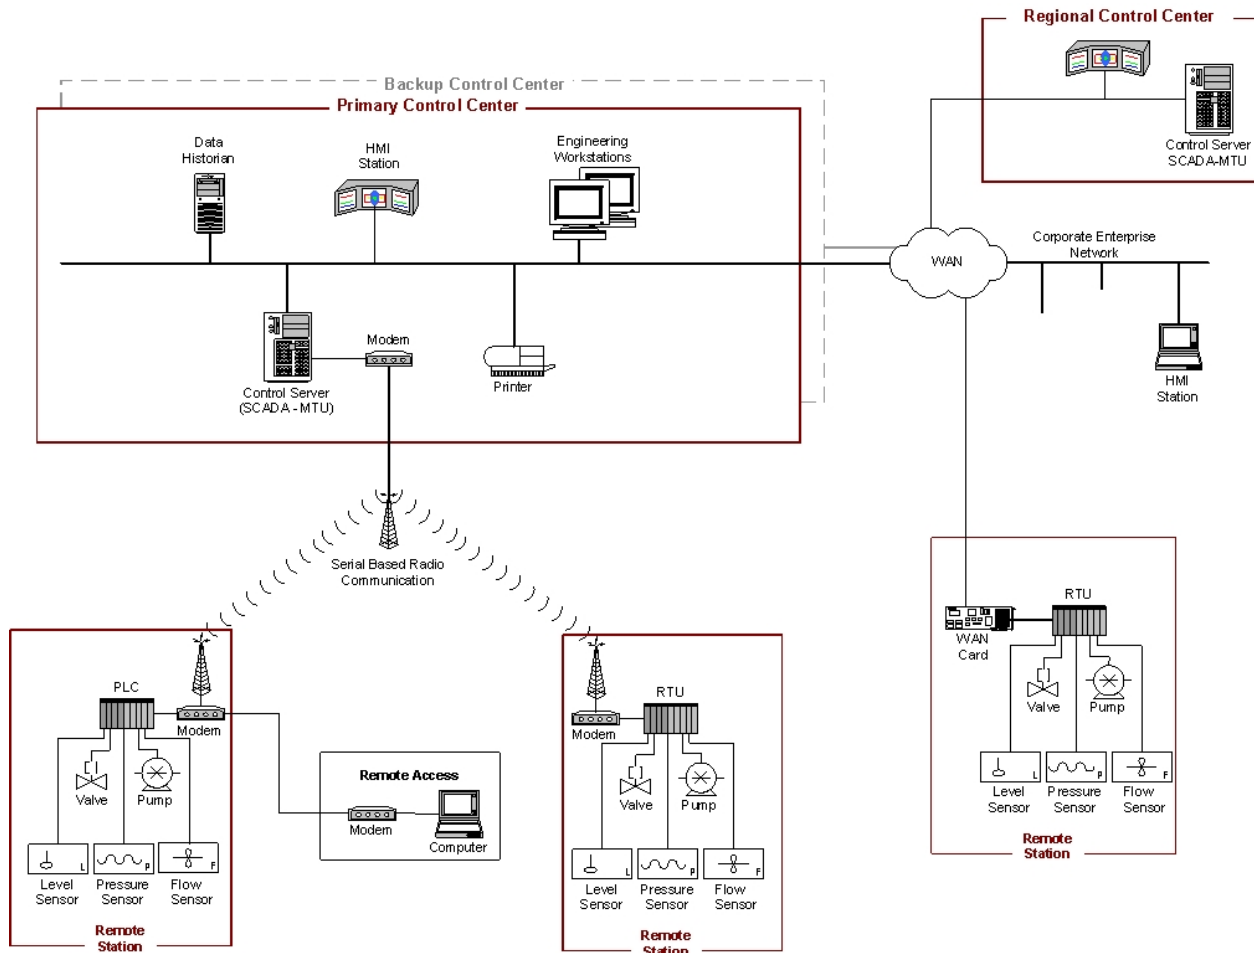 Regional Control Center
Control Server
SCADA-MTU
Backup Control Center
Primary Control Center
Data
Historian
HMI
Station
Engineering
Workstations
Control Server
(SCADA - MTU)
Modem
Printer
WAN
Corporate Enterprise
Network
HMI
Station
Serial Based Radio
Communication
PLC
Modem
Valve
Pump
L
P
F
Level
Sensor
Pressure
Sensor
Flow
Sensor
Remote
Station
Remote Access
Modem
Computer
RTU
Modem
Valve
Pump
L
P
F
Level
Sensor
Pressure
Sensor
Flow
Sensor
Remote
Station
RTU
WAN
Card
Valve
Pump
L
P
F
Level
Sensor
Pressure
Sensor
Flow
Sensor
Remote
Station